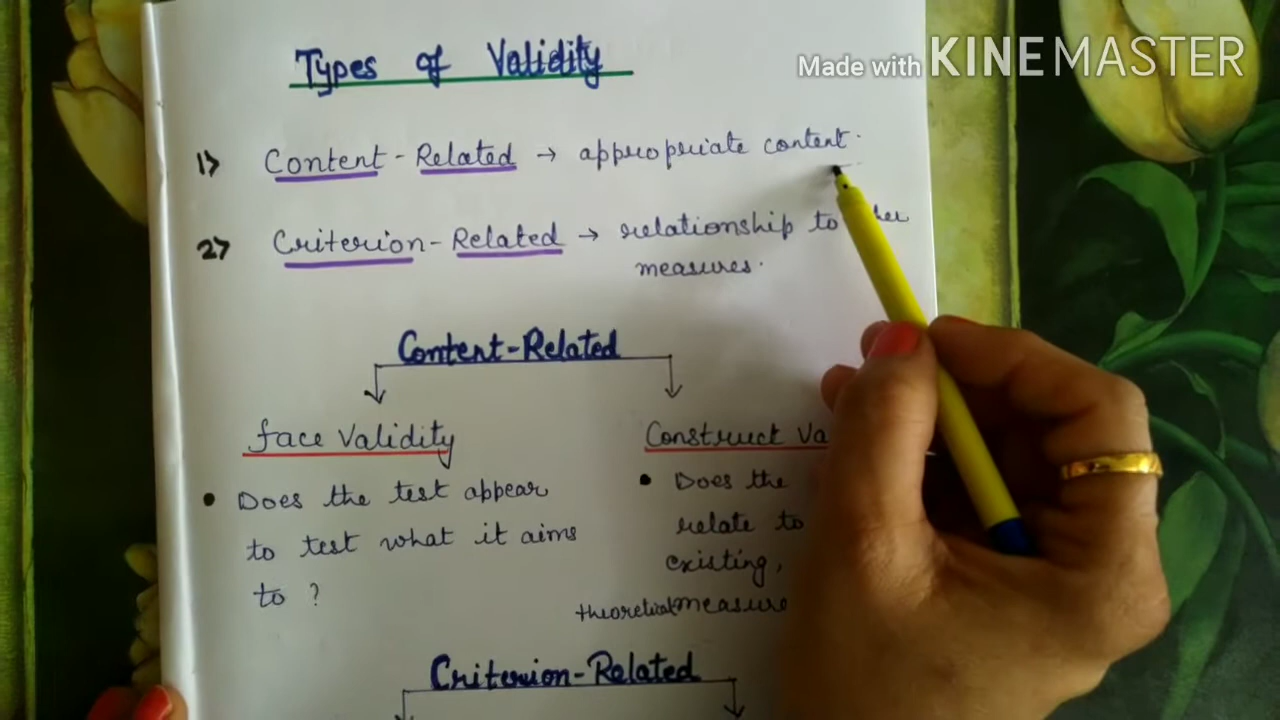 Made with KINEMASTER
Types of Validity
1> Content-Related → appropriate content.
2> Criterion-Related → relationship to
measures.
Content-Related
face Validity
• Does the test appear
to test what it aims
to ?
Construct Va
• Does the
relate to
existing,
theoretical measure
Criterion-Related